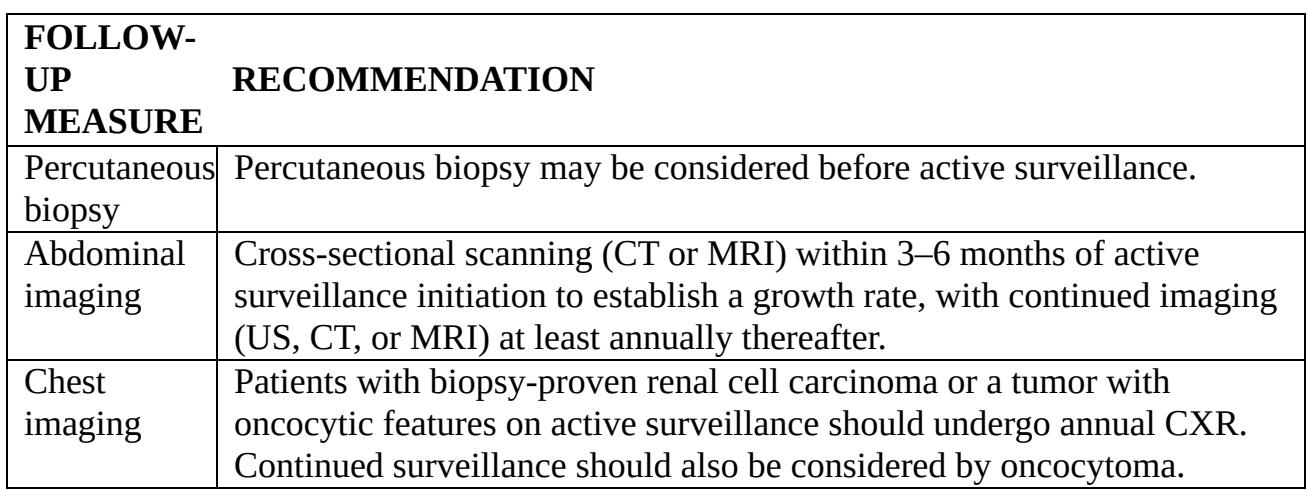 FOLLOW-
UP
MEASURE
RECOMMENDATION
Percutaneous
biopsy
Percutaneous biopsy may be considered before active surveillance.
Abdominal
imaging
Cross-sectional scanning (CT or MRI) within 3–6 months of active
surveillance initiation to establish a growth rate, with continued imaging
(US, CT, or MRI) at least annually thereafter.
Chest
imaging
Patients with biopsy-proven renal cell carcinoma or a tumor with
oncocytic features on active surveillance should undergo annual CXR.
Continued surveillance should also be considered by oncocytoma.